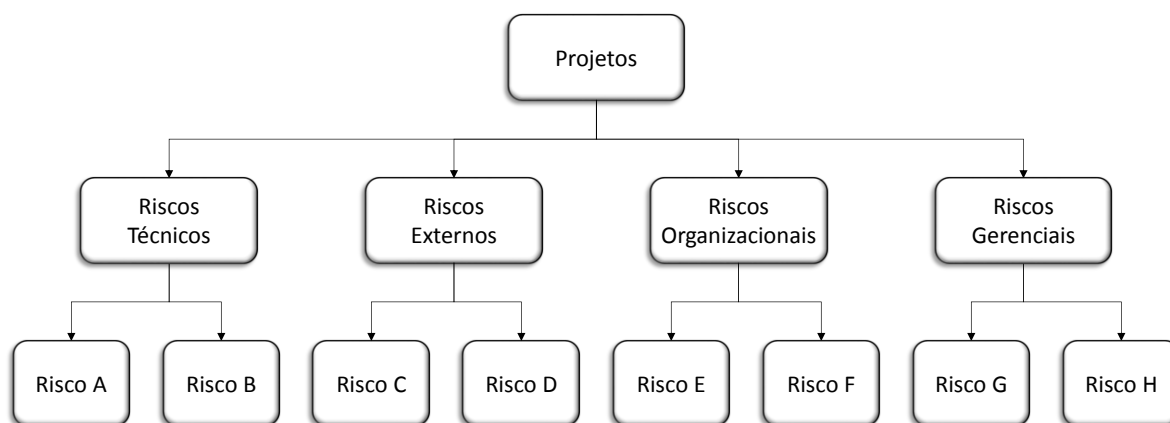 Projetos
Riscos
Técnicos
Riscos
Externos
Riscos
Organizacionais
Riscos
Gerenciais
Risco A
Risco B
Risco C
Risco D
Risco E
Risco F
Risco G
Risco H